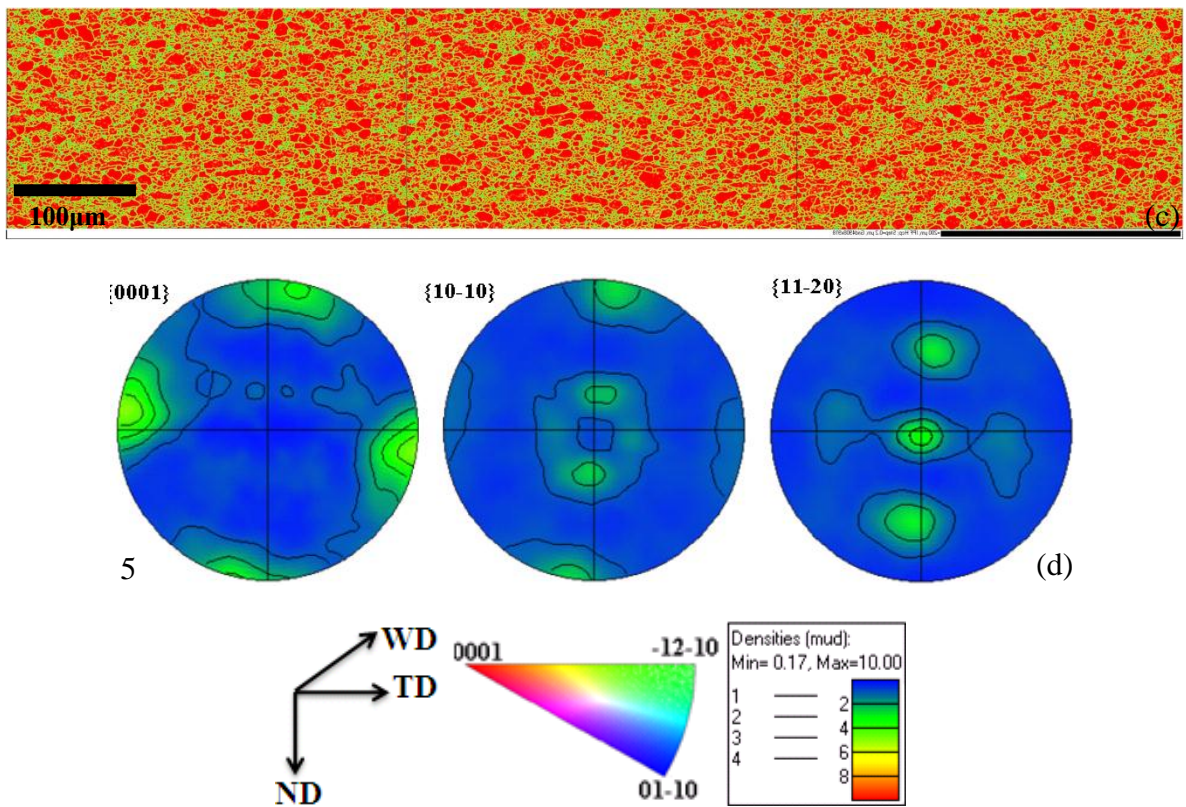 100µm
(c)
{0001}
{10-10}
{11-20}
5
(d)
WD
TD
ND
0001
-12-10
01-10
Densities (mud):
Min= 0.17, Max=10.00
1
2
3
4
2
4
6
8